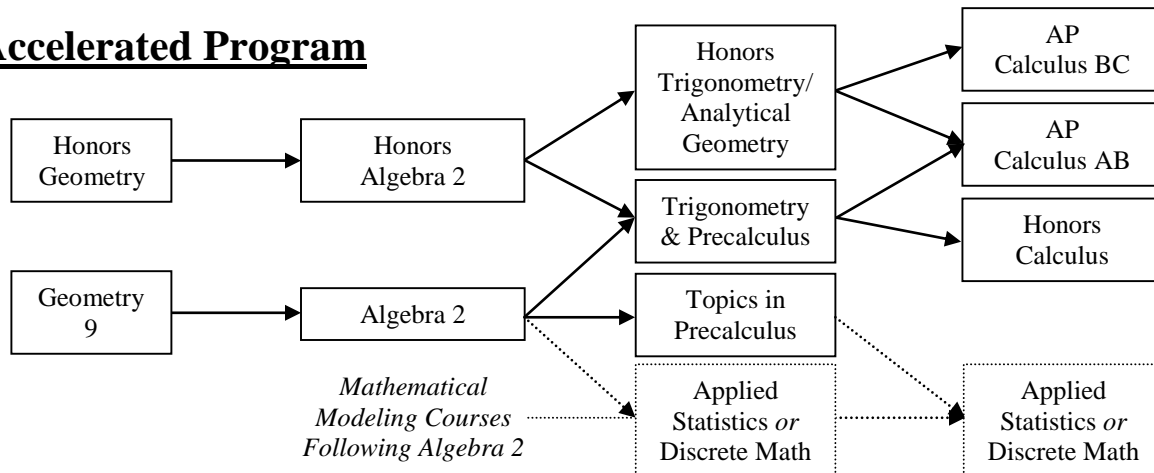 Accelerated Program
Honors
Geometry
Honors
Algebra 2
Honors
Trigonometry/
Analytical
Geometry
AP
Calculus BC
AP
Calculus AB
Trigonometry
& Precalculus
Honors
Calculus
Geometry
9
Algebra 2
Topics in
Precalculus
Mathematical
Modeling Courses
Following Algebra 2
Applied
Statistics or
Discrete Math
Applied
Statistics or
Discrete Math